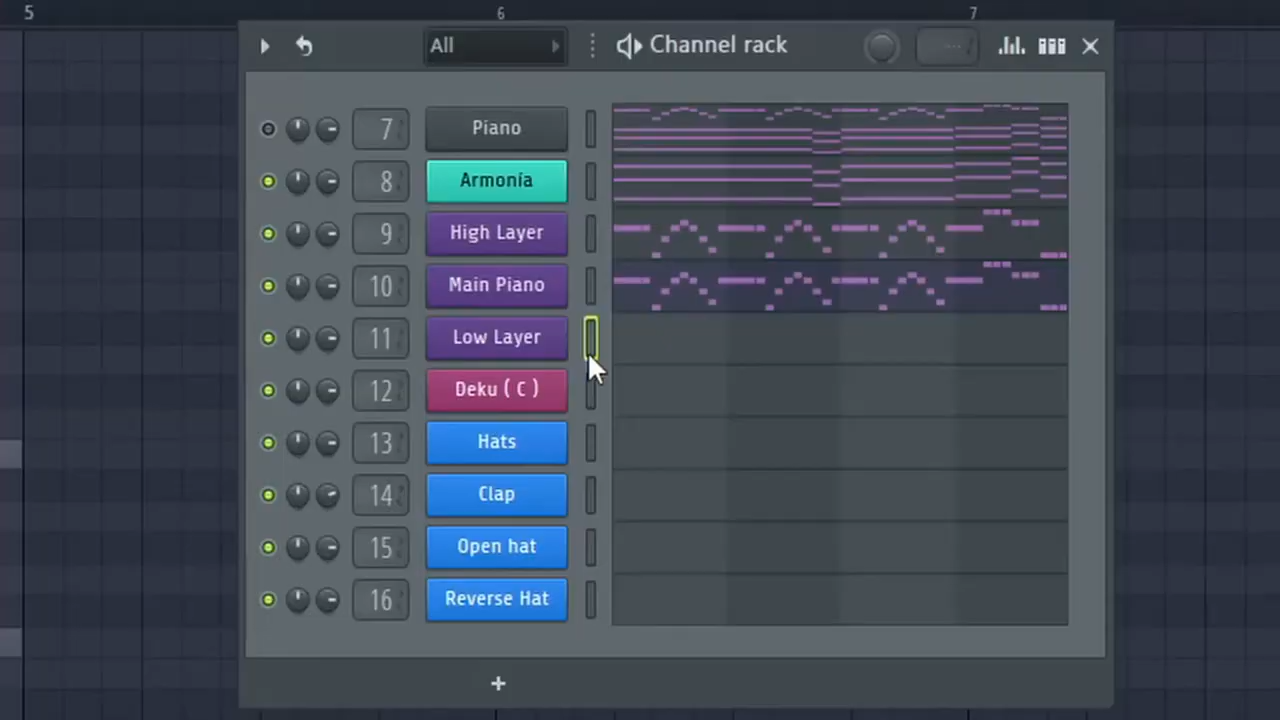 5 6 7
All Channel rack
7 Piano
8 Armonía
9 High Layer
10 Main Piano
11 Low Layer
12 Deku ( C )
13 Hats
14 Clap
15 Open hat
16 Reverse Hat
+